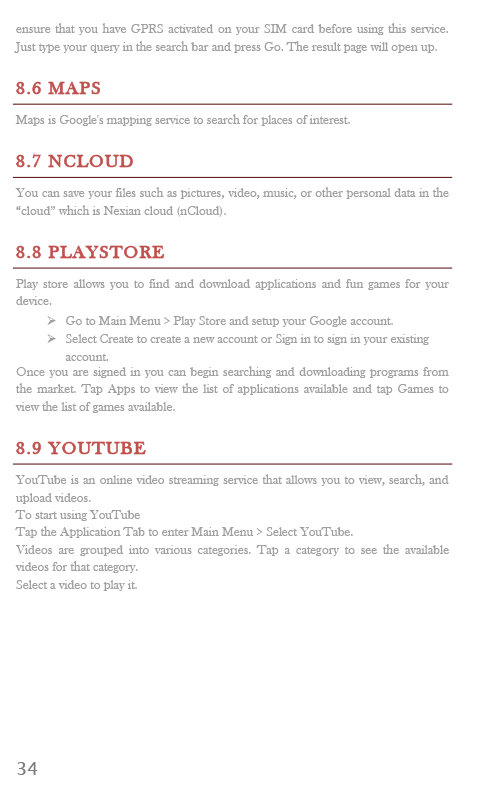 ensure that you have GPRS activated on your SIM card before using this service.
Just type your query in the search bar and press Go. The result page will open up.
8.6 MAPS
Maps is Google's mapping service to search for places of interest.
8.7 NCLOUD
You can save your files such as pictures, video, music, or other personal data in the
“cloud” which is Nexian cloud (nCloud).
8.8 PLAYSTORE
Play store allows you to find and download applications and fun games for your
device.
➢ Go to Main Menu > Play Store and setup your Google account.
➢ Select Create to create a new account or Sign in to sign in your existing
account.
Once you are signed in you can begin searching and downloading programs from
the market. Tap Apps to view the list of applications available and tap Games to
view the list of games available.
8.9 YOUTUBE
YouTube is an online video streaming service that allows you to view, search, and
upload videos.
To start using YouTube
Tap the Application Tab to enter Main Menu > Select YouTube.
Videos are grouped into various categories. Tap a category to see the available
videos for that category.
Select a video to play it.
34